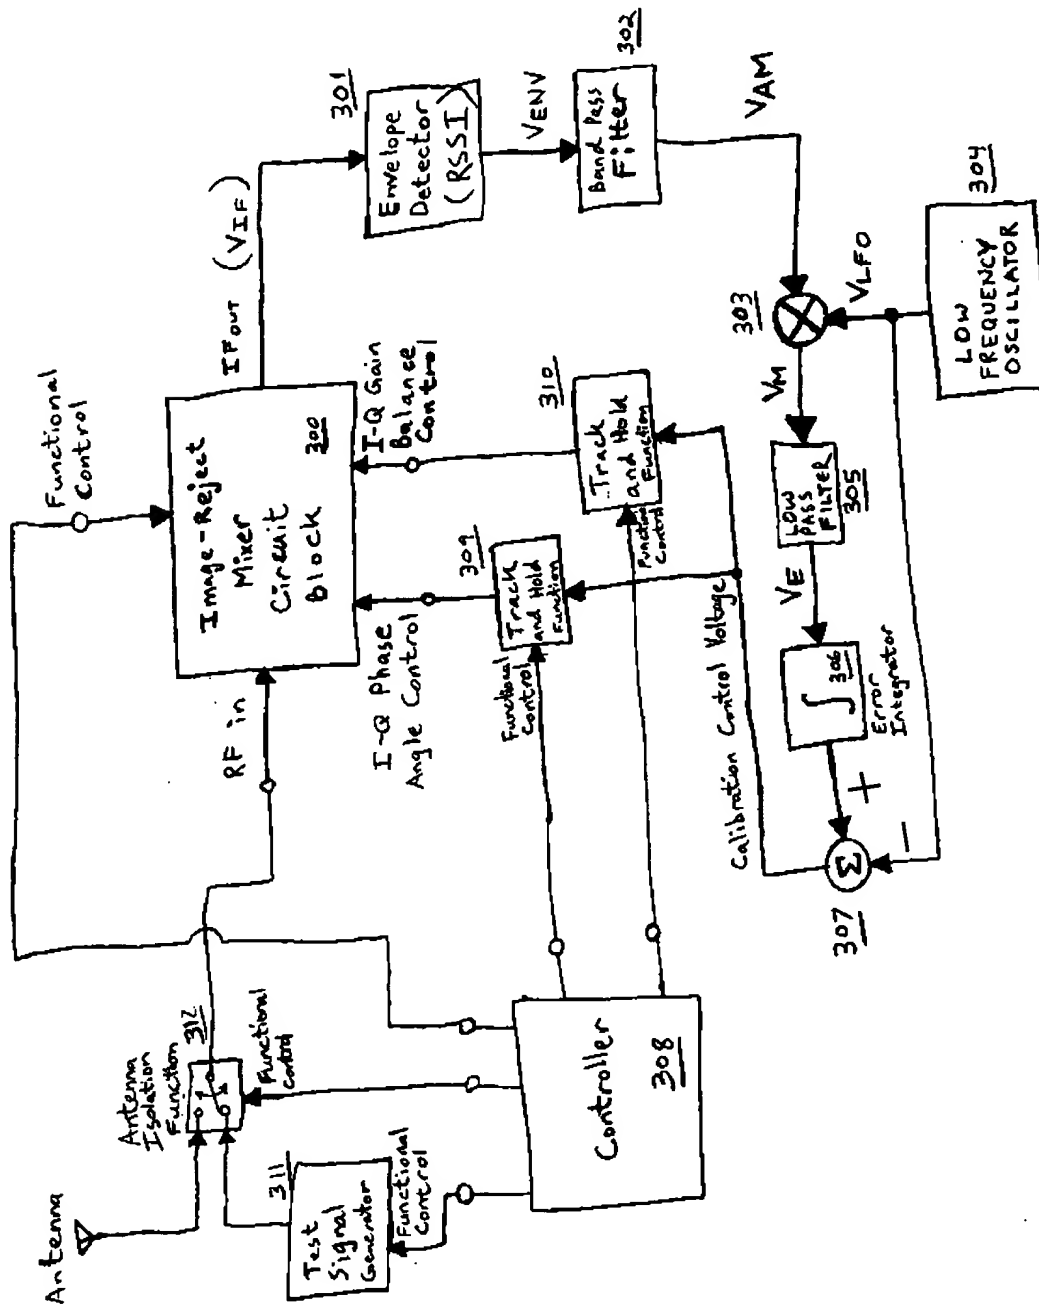 Antenna
Antenna
Isolation
Function
312
Functional
Control
311
Test
Signal
Generator
Functional
Control
Controller
308
Functional
Control
RF in
Image-Reject
Mixer
Circuit
Block
300
IFOUT (VIF)
301
Envelope
Detector
(RSSI)
VENV
302
Band Pass
Filter
VAM
I-Q Phase
Angle Control
I-Q Gain
Balance
Control
309
Track
and Hold
Function
Functional
Control
310
Track
and Hold
Function
Functional
Control
Calibration Control Voltage
303
VLFO
304
LOW
FREQUENCY
OSCILLATOR
VM
LOW
PASS
FILTER
305
VE
∫ 306
Error
Integrator
+
−
Σ
307